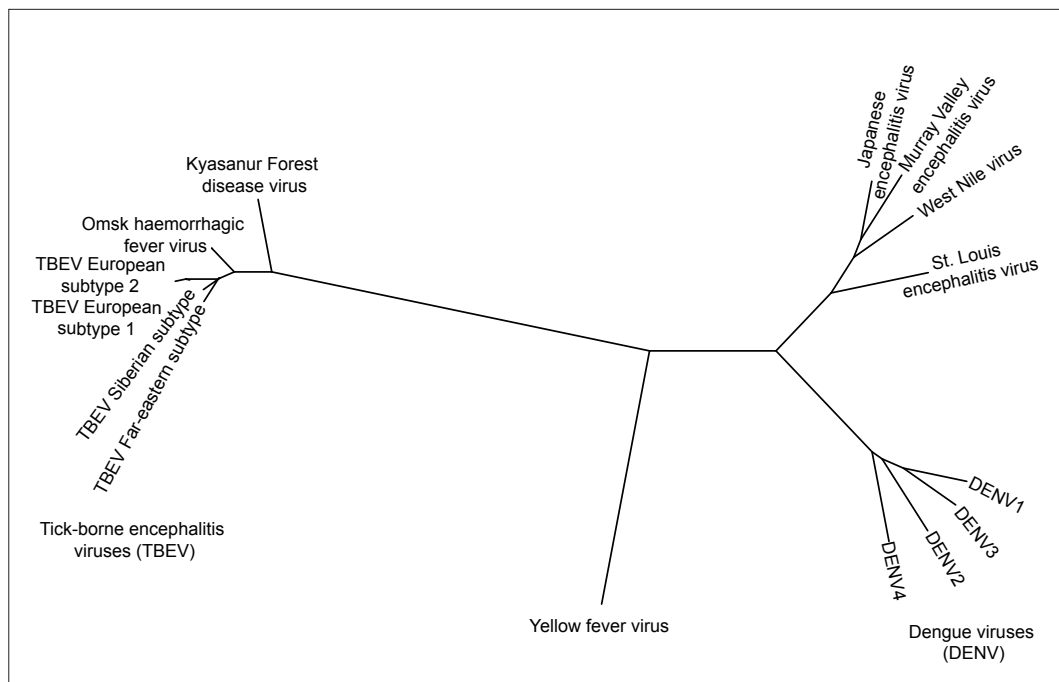 Kyasanur Forest
disease virus
Omsk haemorrhagic
fever virus
TBEV European
subtype 2
TBEV European
subtype 1
TBEV Siberian subtype
TBEV Far-eastern subtype
Tick-borne encephalitis
viruses (TBEV)
Yellow fever virus
Japanese
encephalitis virus
Murray Valley
encephalitis virus
West Nile virus
St. Louis
encephalitis virus
DENV1
DENV3
DENV2
DENV4
Dengue viruses
(DENV)